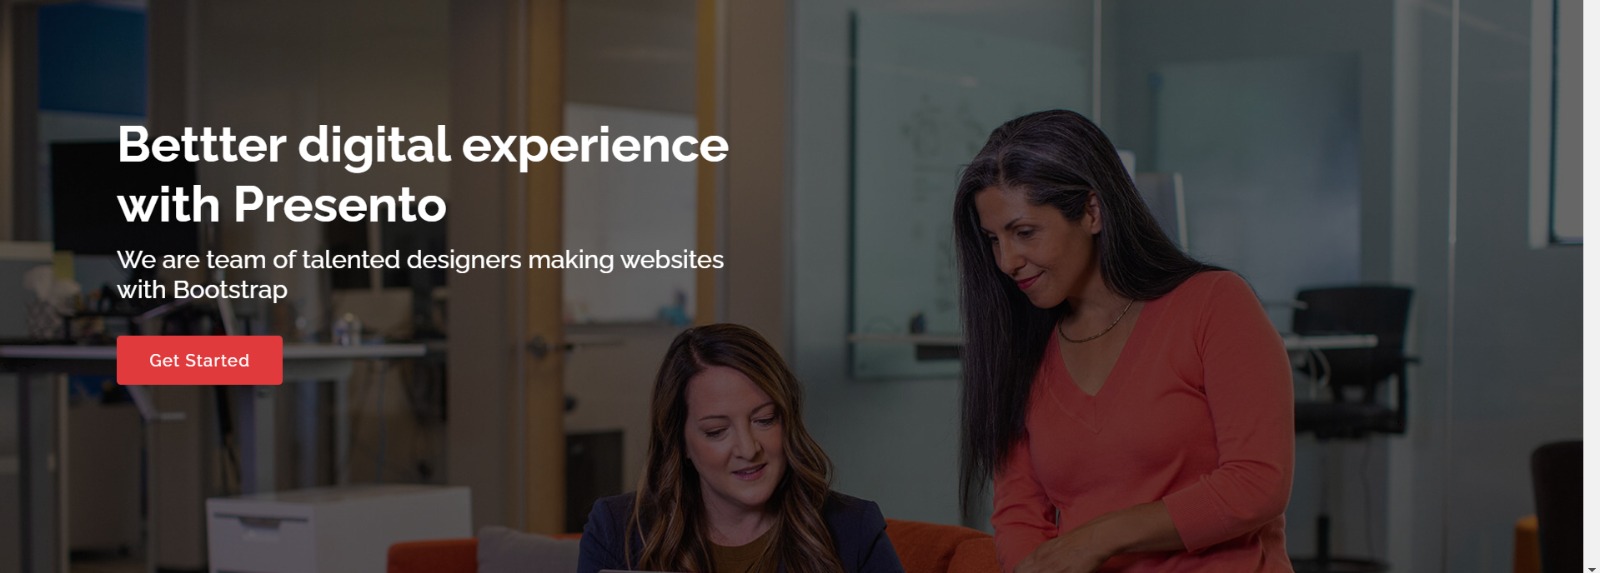 Bettter digital experience
with Presento
We are team of talented designers making websites
with Bootstrap
Get Started